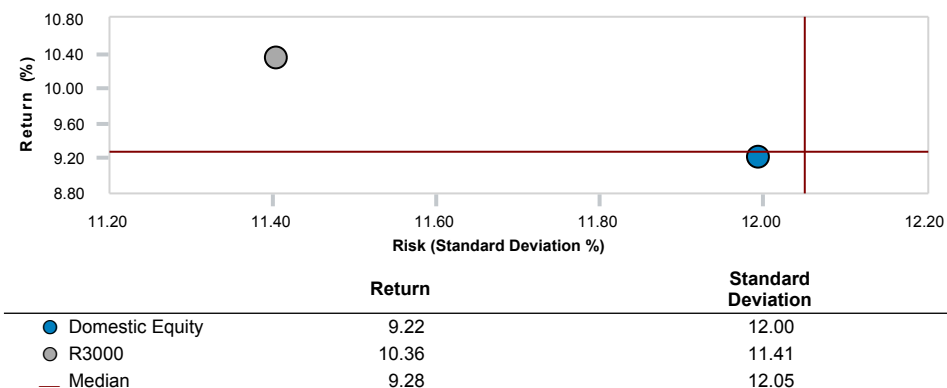 10.80
10.40
10.00
9.60
9.20
8.80
Return (%)
11.20 11.40 11.60 11.80 12.00 12.20
Risk (Standard Deviation %)
Return Standard Deviation
Domestic Equity 9.22 12.00
R3000 10.36 11.41
Median 9.28 12.05